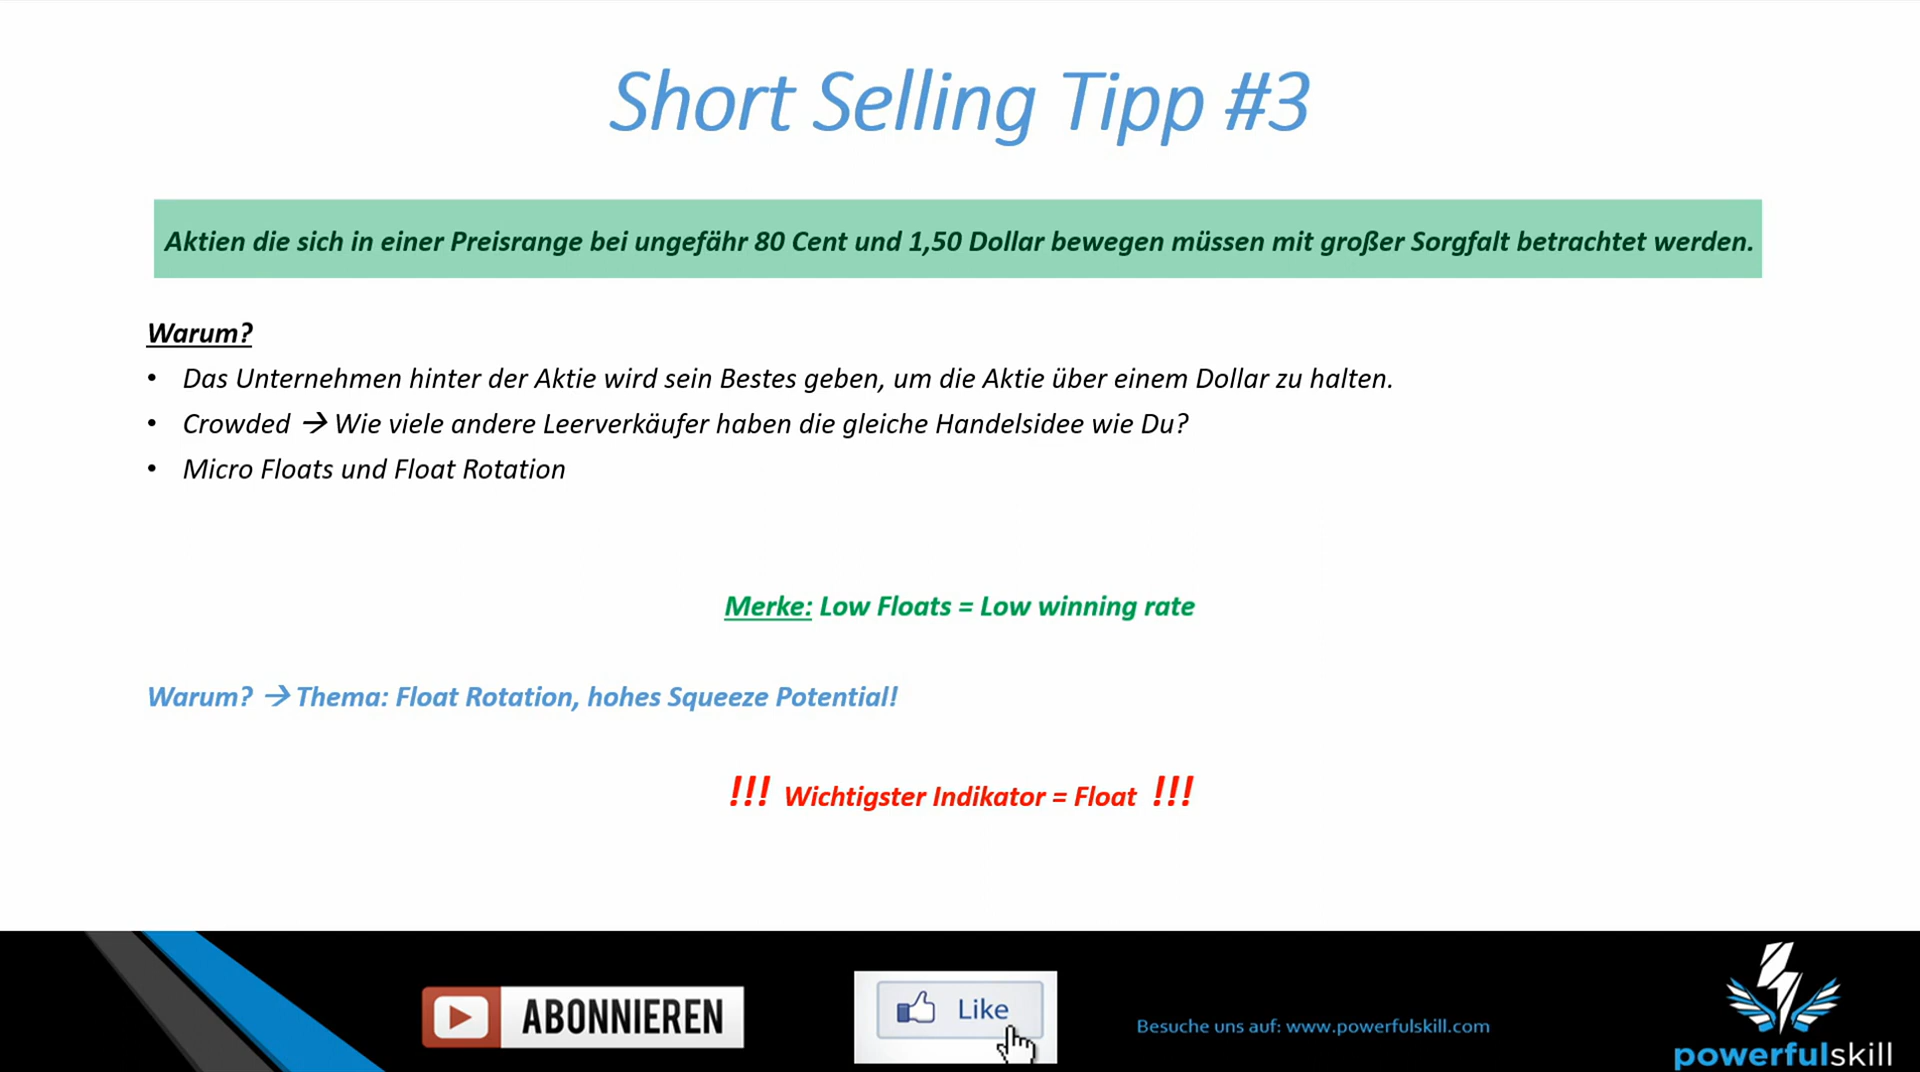 Short Selling Tipp #3
Aktien die sich in einer Preisrange bei ungefähr 80 Cent und 1,50 Dollar bewegen müssen mit großer Sorgfalt betrachtet werden.
Warum?
• Das Unternehmen hinter der Aktie wird sein Bestes geben, um die Aktie über einem Dollar zu halten.
• Crowded → Wie viele andere Leerverkäufer haben die gleiche Handelsidee wie Du?
• Micro Floats und Float Rotation
Merke: Low Floats = Low winning rate
Warum? → Thema: Float Rotation, hohes Squeeze Potential!
!!! Wichtigster Indikator = Float !!!
ABONNIEREN
Like
Besuche uns auf: www.powerfulskill.com
powerfulskill